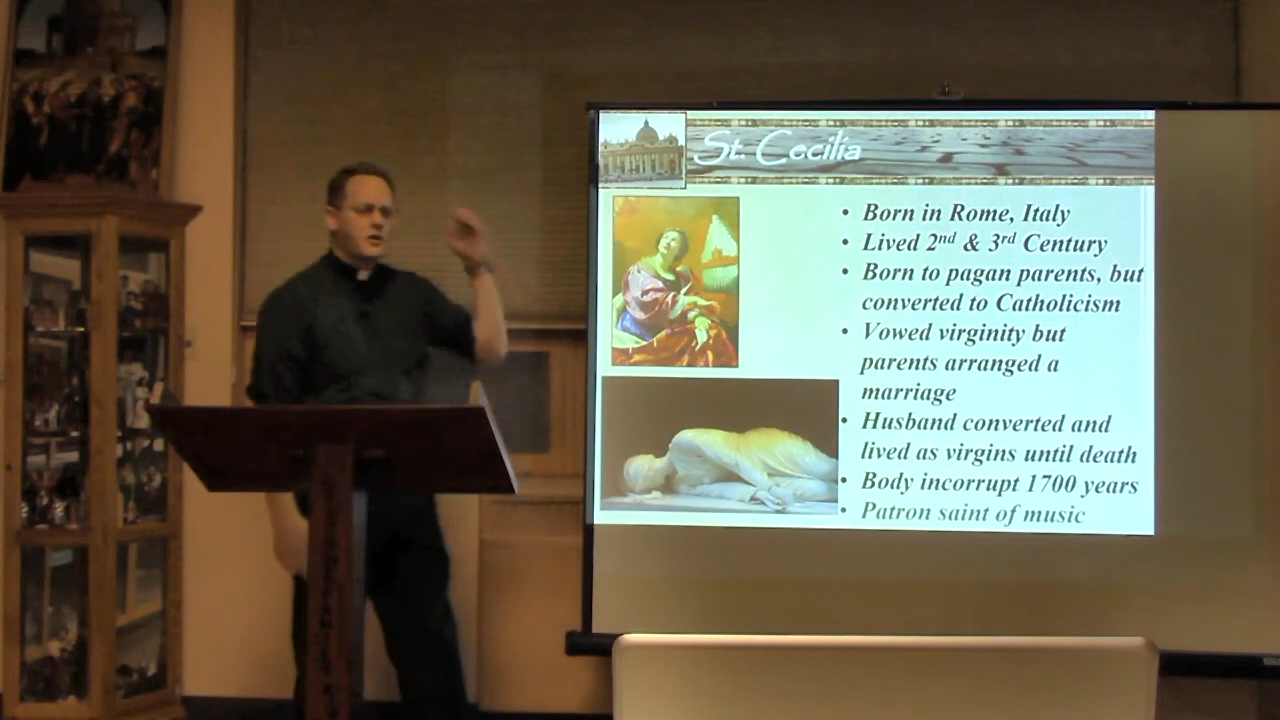 St. Cecilia
• Born in Rome, Italy
• Lived 2nd & 3rd Century
• Born to pagan parents, but
converted to Catholicism
• Vowed virginity but
parents arranged a
marriage
• Husband converted and
lived as virgins until death
• Body incorrupt 1700 years
• Patron saint of music